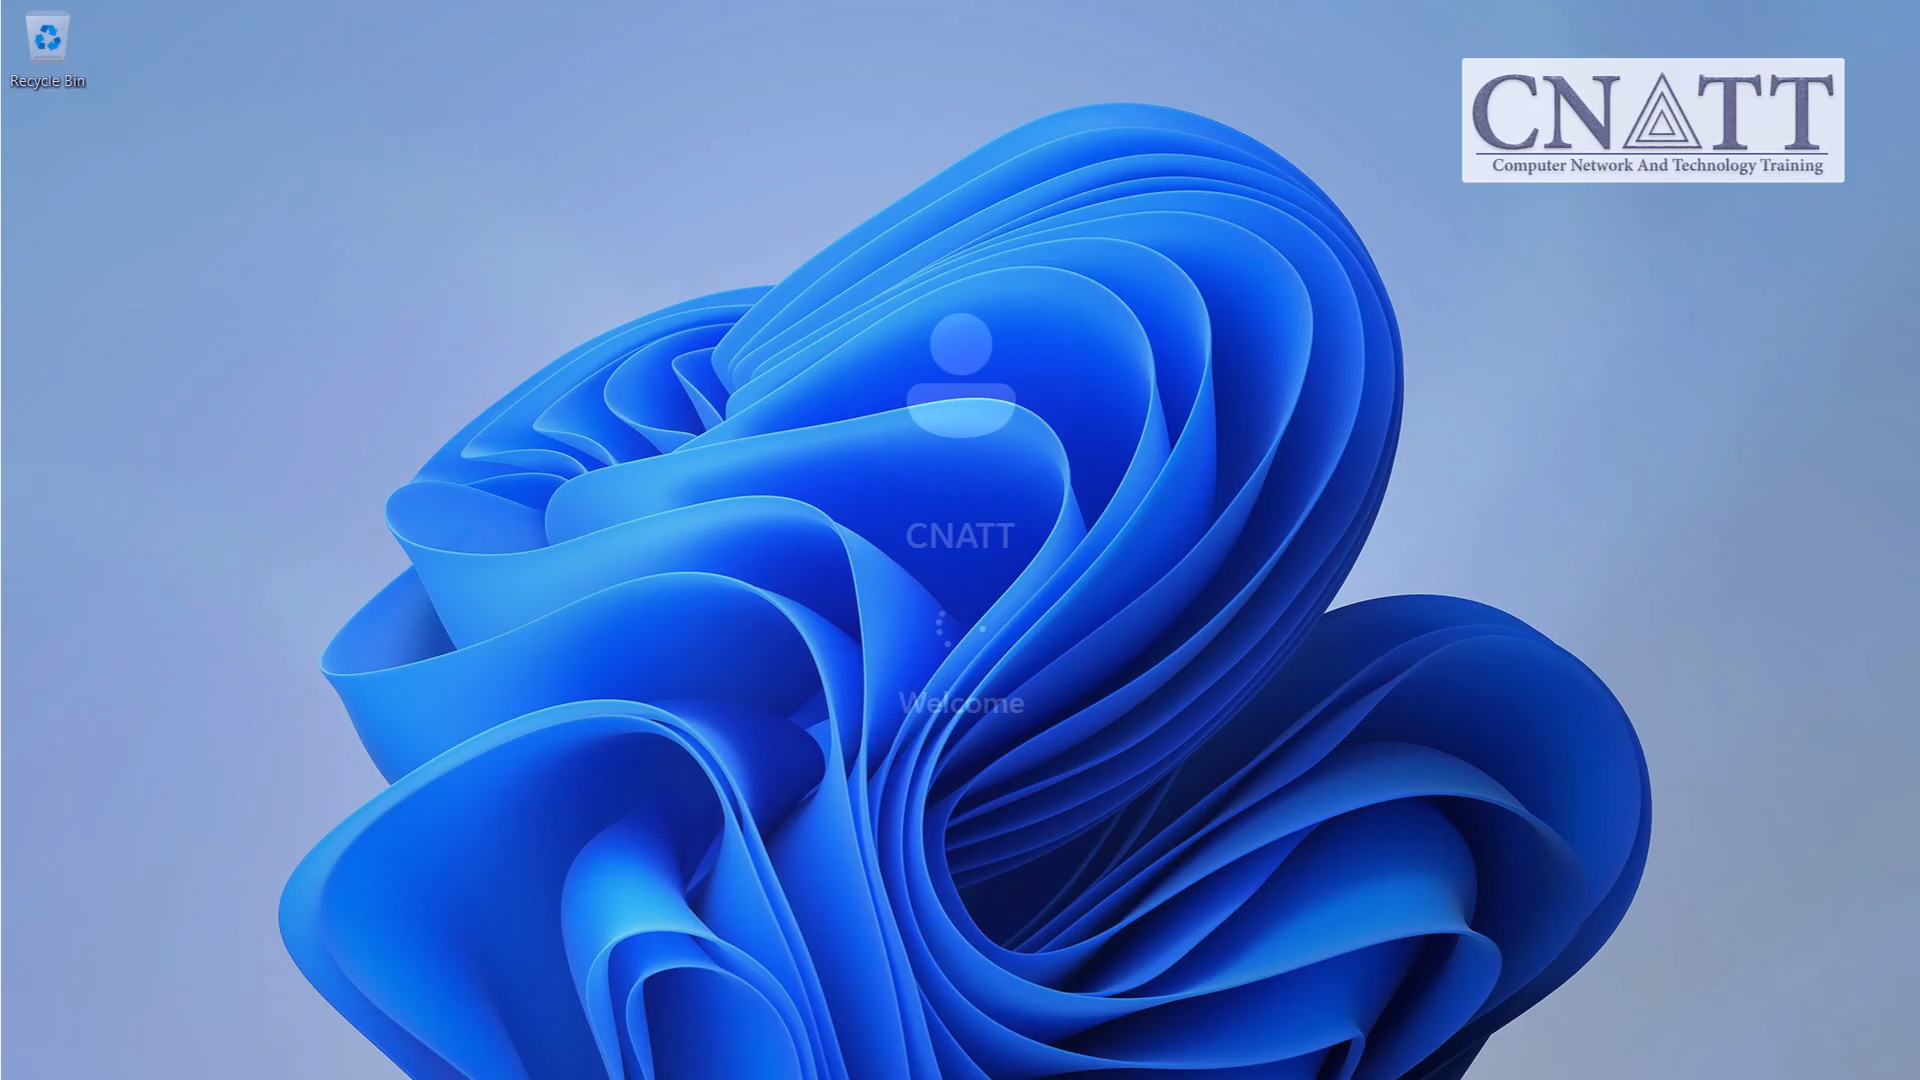 Recycle Bin
CNATT
Computer Network And Technology Training
CNATT
Welcome